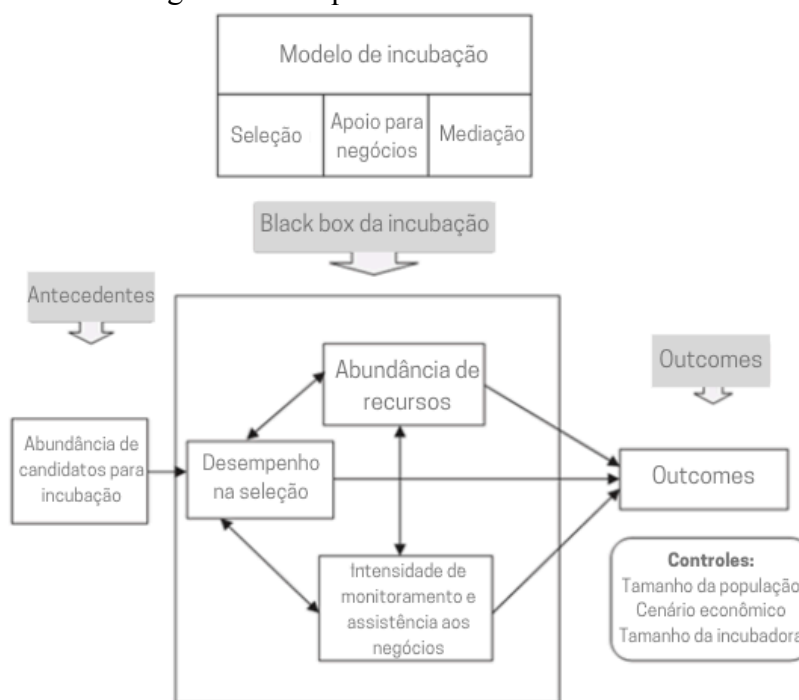 Modelo de incubação
Seleção
Apoio para
negócios
Mediação
Black box da incubação
Antecedentes
Abundância de
candidatos para
incubação
Desempenho
na seleção
Abundância de
recursos
Intensidade de
monitoramento e
assistência aos
negócios
Outcomes
Outcomes
Controles:
Tamanho da população
Cenário econômico
Tamanho da incubadora